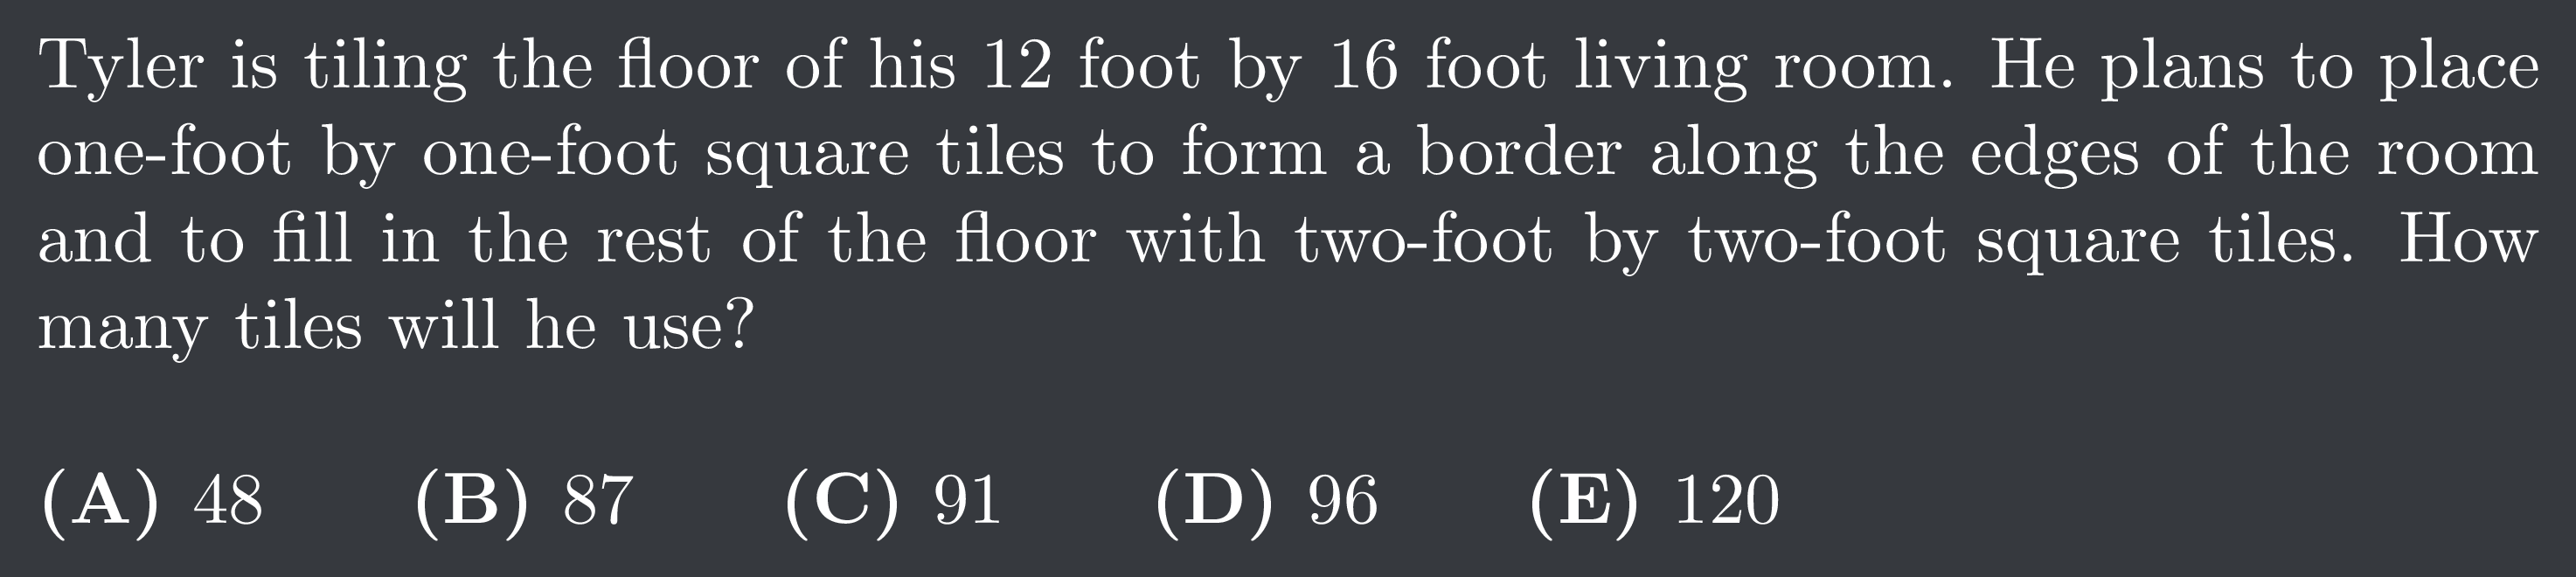 Tyler is tiling the floor of his 12 foot by 16 foot living room. He plans to place
one-foot by one-foot square tiles to form a border along the edges of the room
and to fill in the rest of the floor with two-foot by two-foot square tiles. How
many tiles will he use?
(A) 48 (B) 87 (C) 91 (D) 96 (E) 120